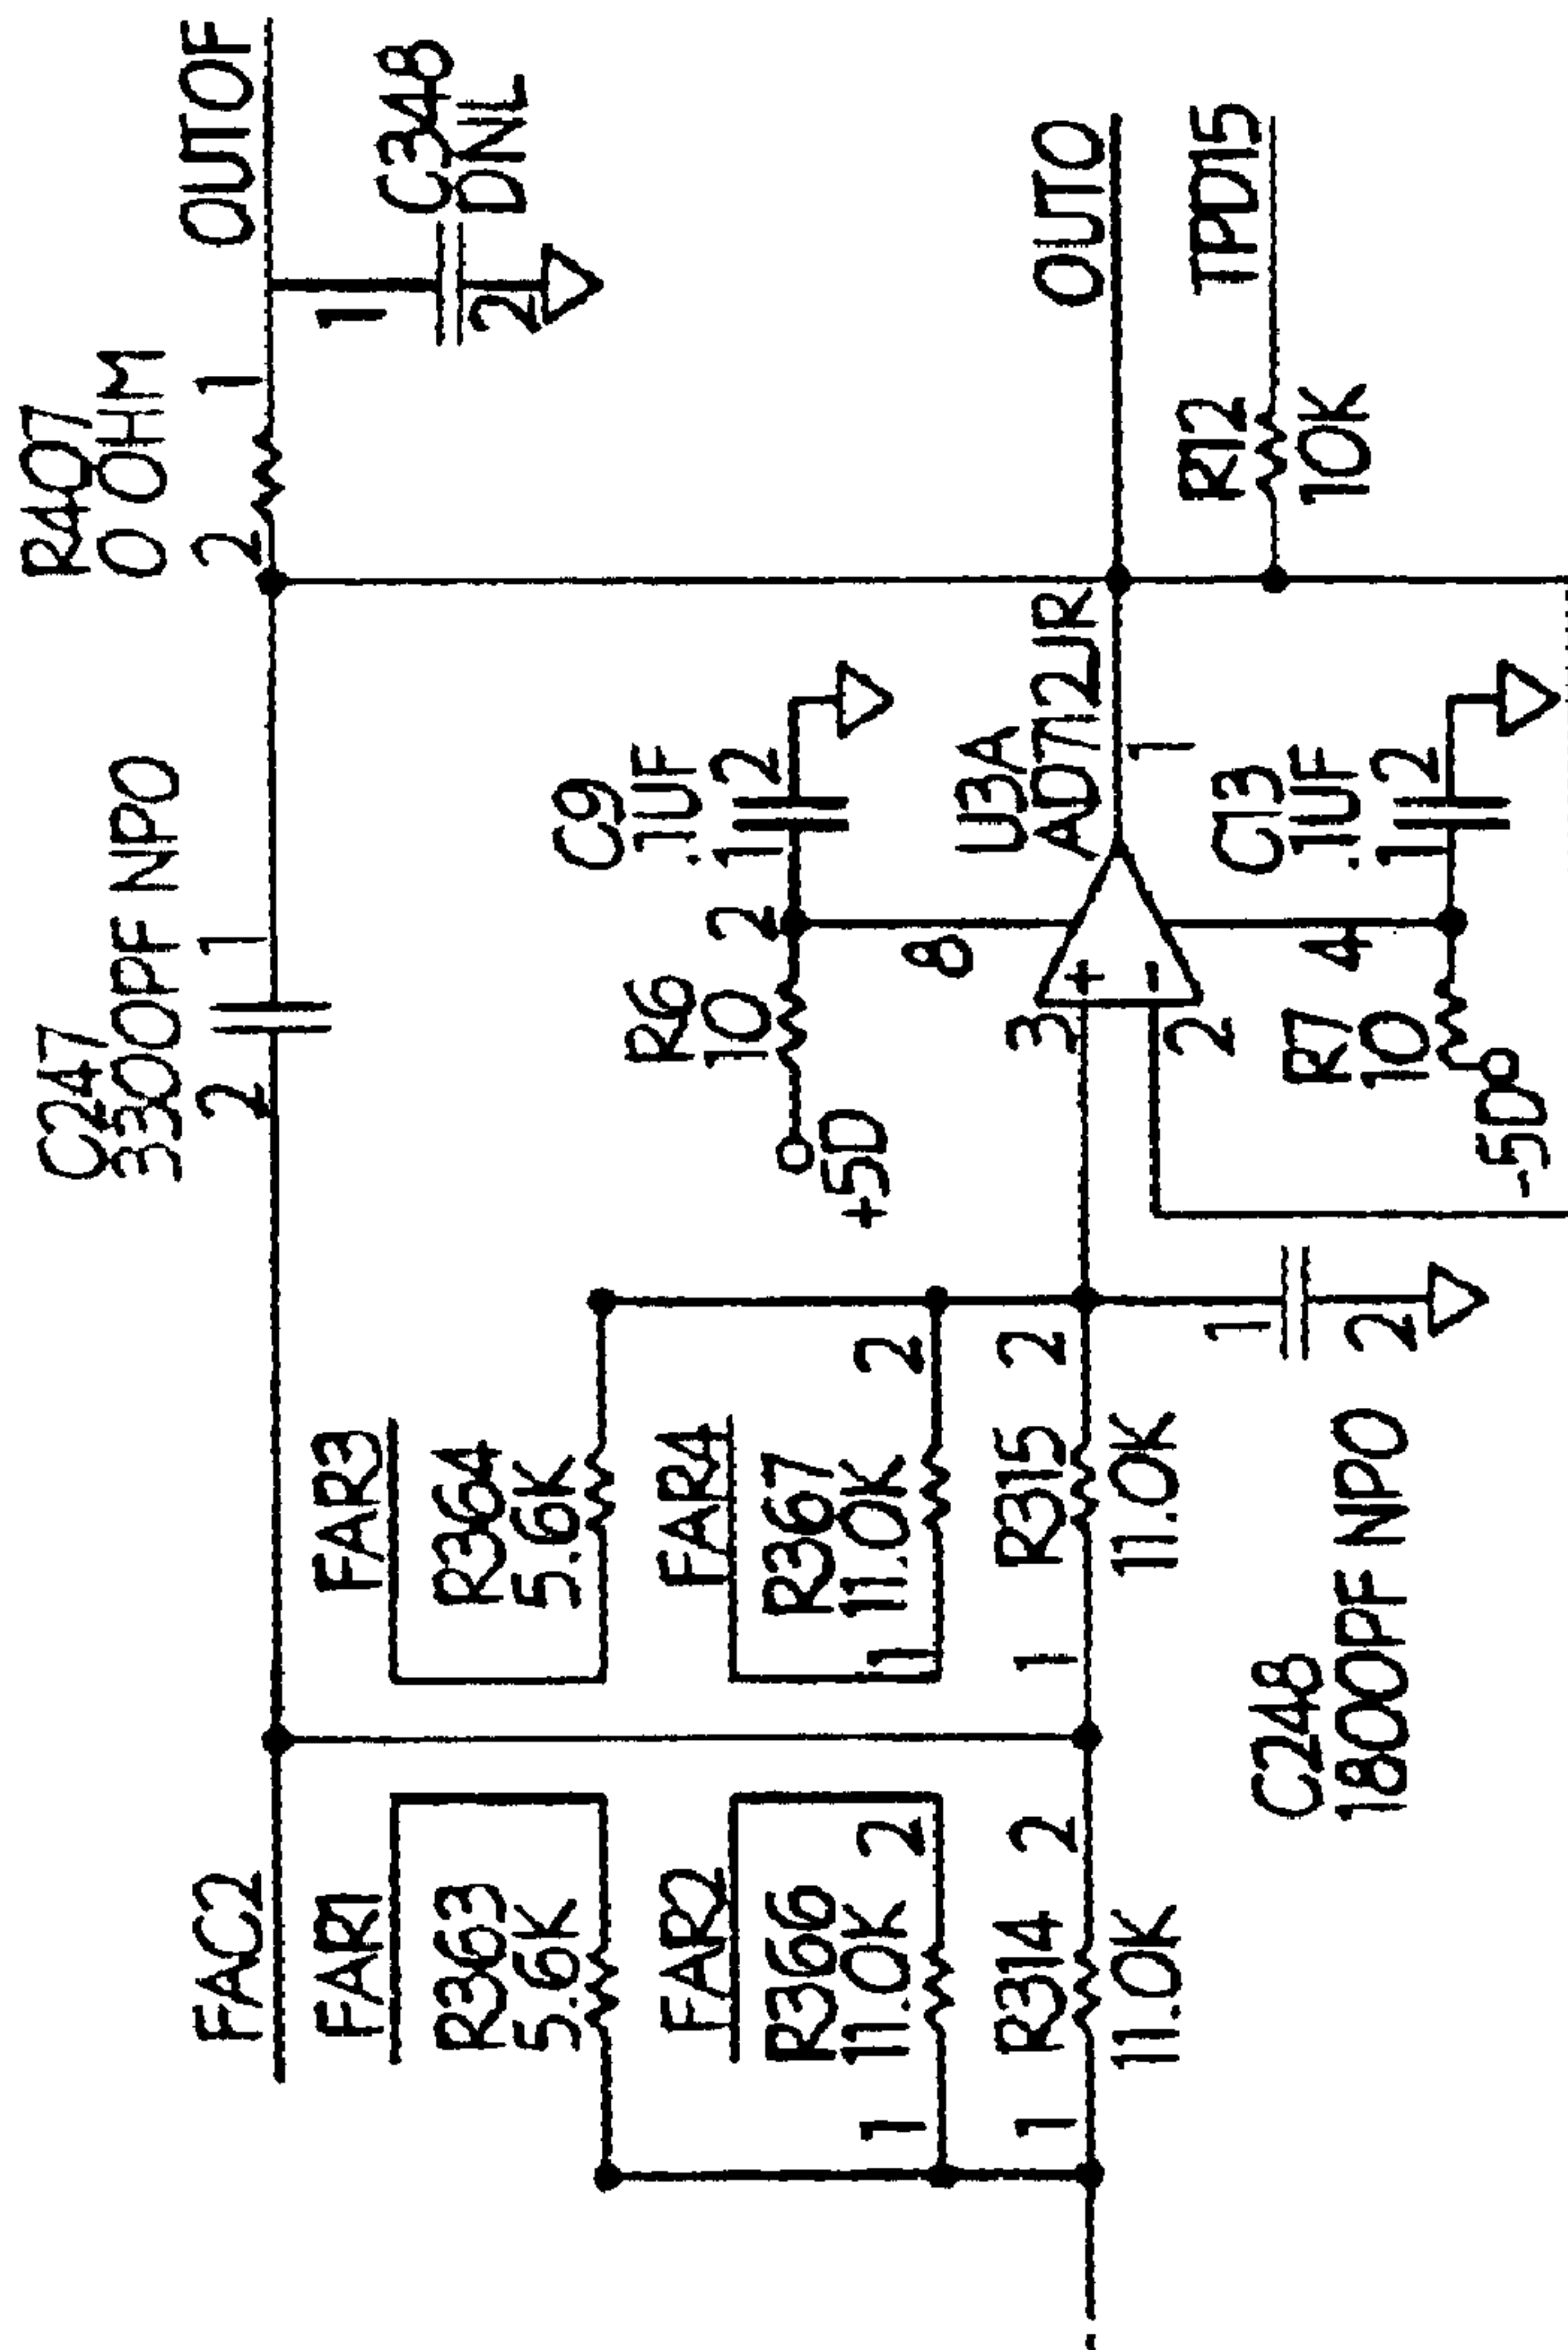 FAC2
FAR1
R363
5.6K
FAR2
R366
11.0K
1
2
R314
1
2
11.0K
FAR3
R364
5.6K
FAR4
R367
11.0K
1
2
R315
1
2
11.0K
C248
1800PF NPO
1
2
C247
3300PF NPO
2
1
R6
10
2
+5D
C9
.1UF
1
2
8
U3A
AD712JR
3
+
-
2
1
4
R7
10
-5D
C13
.1UF
1
2
R407
0 OHM
2
1
OUT0F
1
C348
DNL
2
OUT0
R12
10K
TPD15